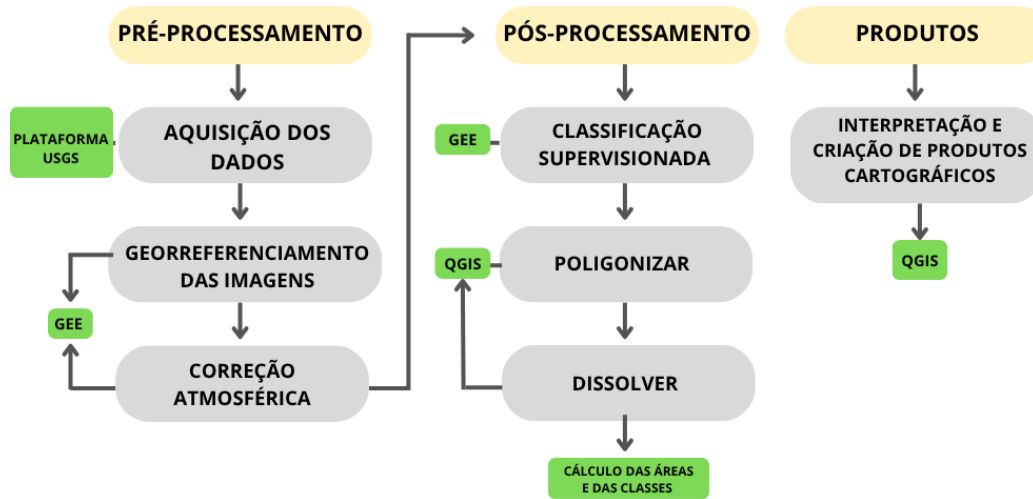 PRÉ-PROCESSAMENTO
PLATAFORMA
USGS
AQUISIÇÃO DOS
DADOS
GEORREFERENCIAMENTO
DAS IMAGENS
GEE
CORREÇÃO
ATMOSFÉRICA
PÓS-PROCESSAMENTO
GEE
CLASSIFICAÇÃO
SUPERVISIONADA
QGIS
POLIGONIZAR
DISSOLVER
CÁLCULO DAS ÁREAS
E DAS CLASSES
PRODUTOS
INTERPRETAÇÃO E
CRIAÇÃO DE PRODUTOS
CARTOGRÁFICOS
QGIS